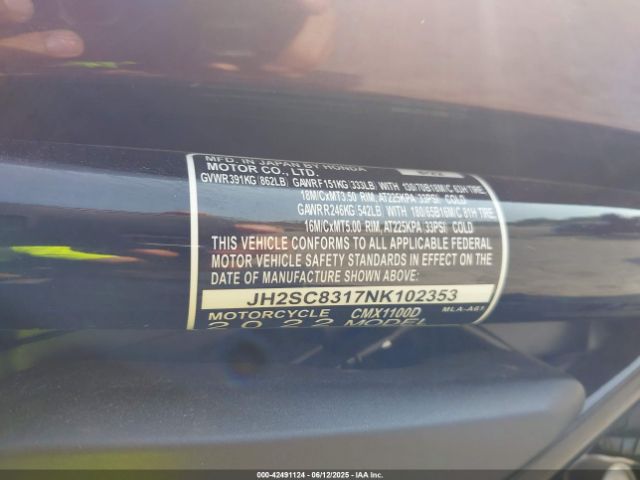 MFD. IN JAPAN BY HONDA
MOTOR CO., LTD.
GVWR391KG 862LB GAWRF151KG 333LB WITH 130/70B18M/C 63H TIRE
18M/CxMT3.50 RIM, AT225KPA 33PSI COLD
GAWRR246KG 542LB WITH 180/65B16M/C 81H TIRE
16M/CxMT5.00 RIM, AT225KPA 33PSI COLD
THIS VEHICLE CONFORMS TO ALL APPLICABLE FEDERAL
MOTOR VEHICLE SAFETY STANDARDS IN EFFECT ON THE
DATE OF MANUFACTURE SHOWN ABOVE:
JH2SC8317NK102353
MOTORCYCLE CMX1100D MLA-A61
2022 MODEL
000-42491124 - 06/12/2025 - IAA Inc.